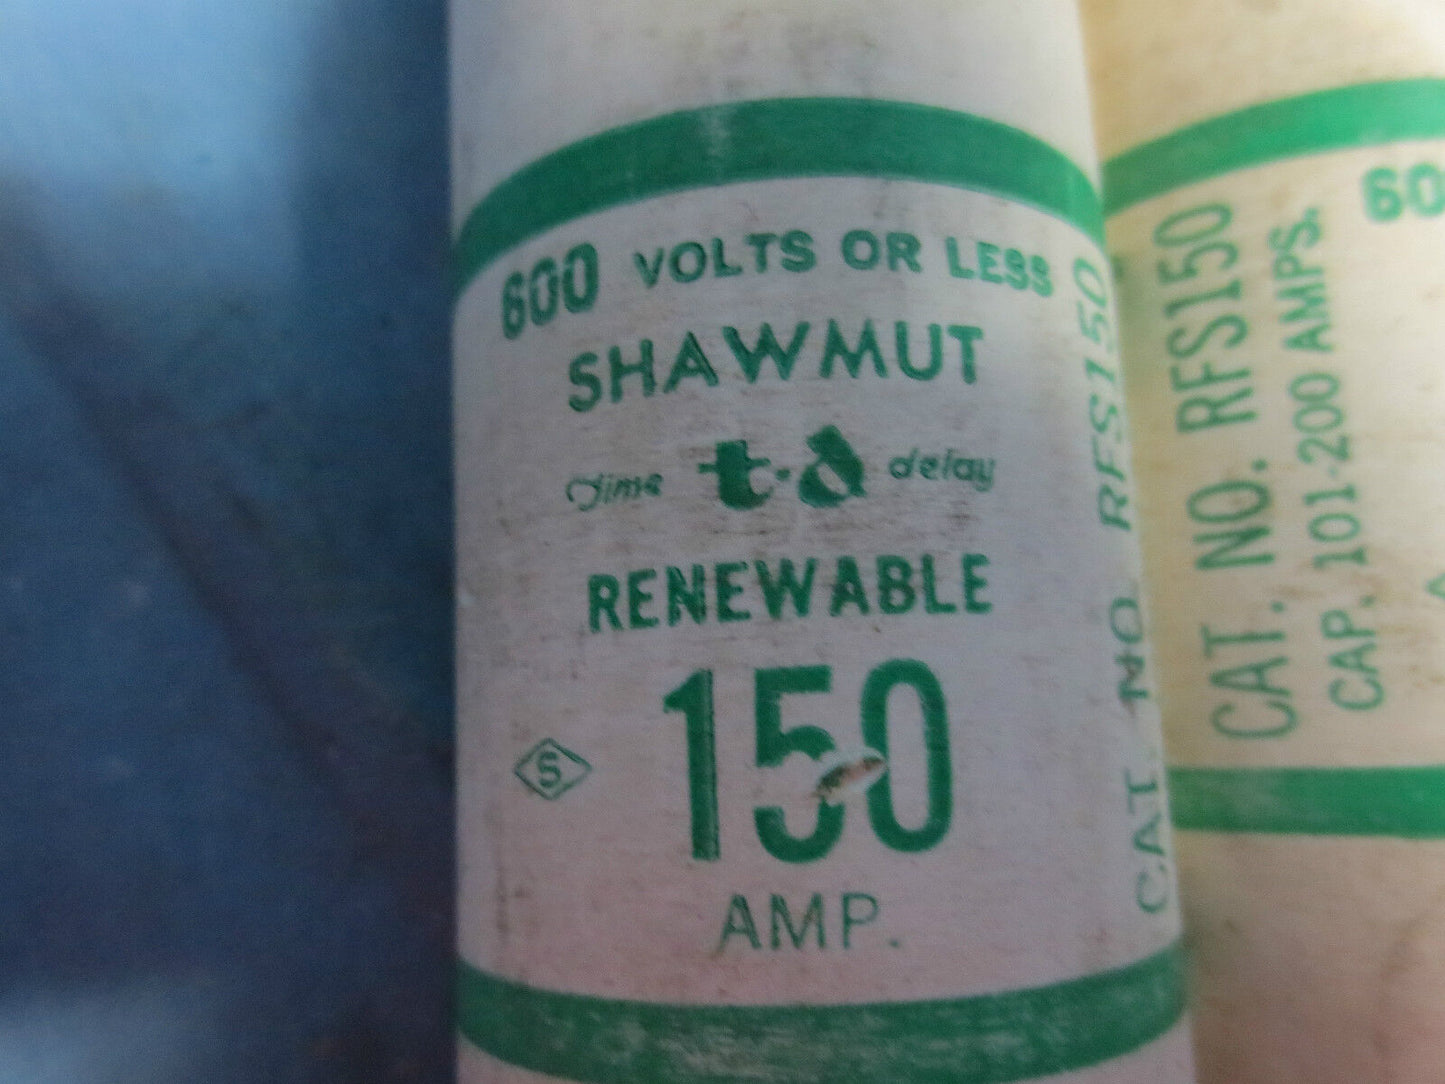 600 VOLTS OR LESS
SHAWMUT
Time t-d delay
RENEWABLE
150
S
AMP.
CAT. NO. RFS150
CAT. NO. RFS150
CAP. 101-200 AMPS.